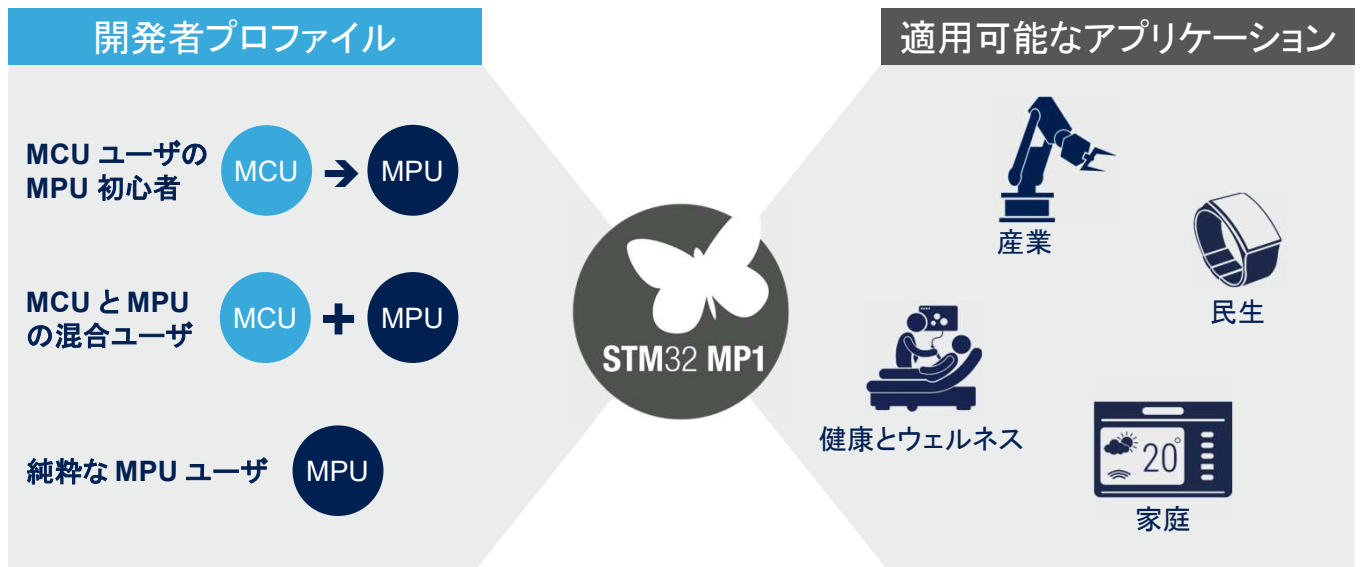 開発者プロファイル
MCU ユーザの
MPU 初心者
MCU
MPU
MCU と MPU
の混合ユーザ
MCU
MPU
純粋な MPU ユーザ
MPU
STM32 MP1
適用可能なアプリケーション
産業
民生
健康とウェルネス
20°
家庭